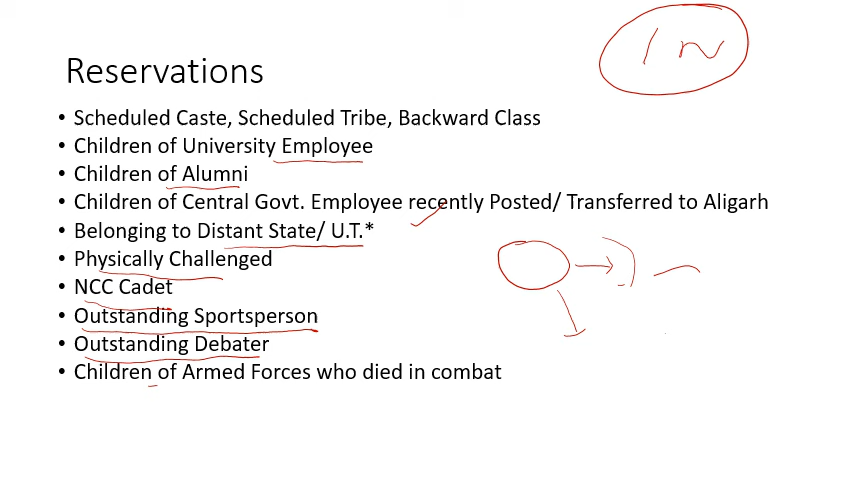 Reservations
• Scheduled Caste, Scheduled Tribe, Backward Class
• Children of University Employee
• Children of Alumni
• Children of Central Govt. Employee recently Posted/ Transferred to Aligarh
• Belonging to Distant State/ U.T.*
• Physically Challenged
• NCC Cadet
• Outstanding Sportsperson
• Outstanding Debater
• Children of Armed Forces who died in combat